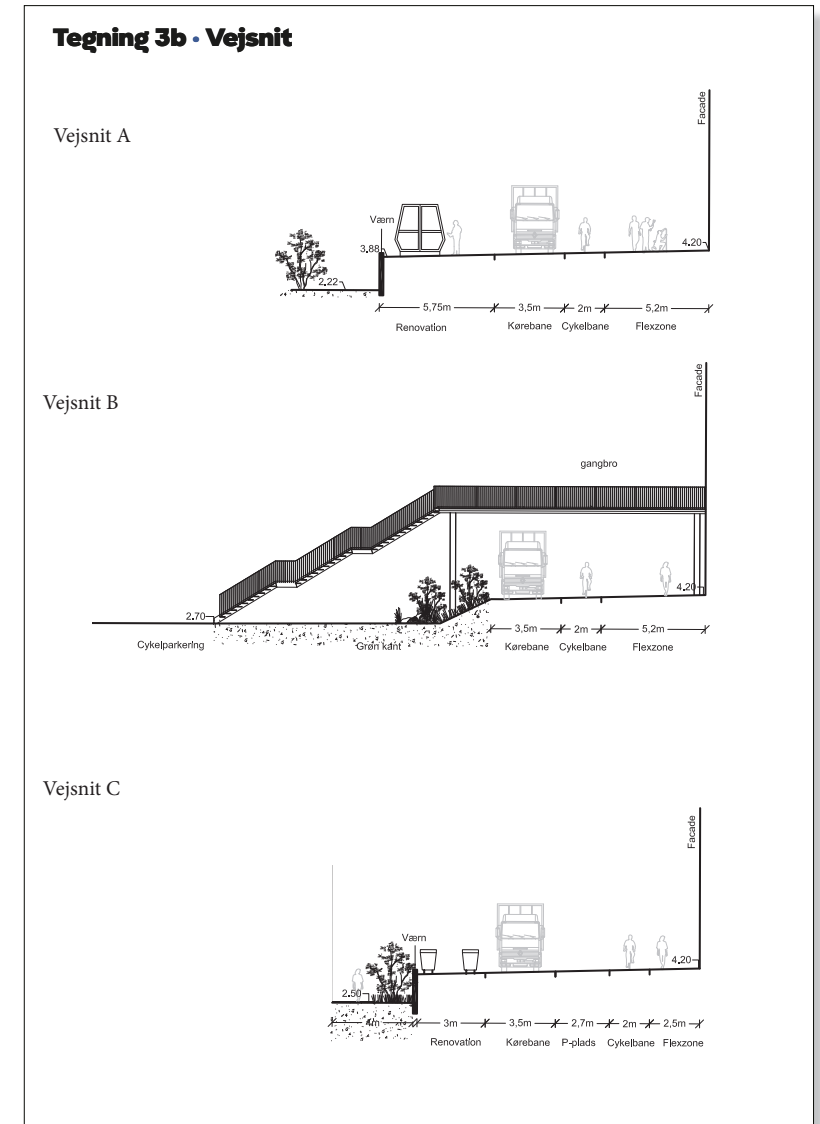 Tegning 3b • Vejsnit
Vejsnit A
Facade
Værn
3.88
4.20
2.22
5,75m 3,5m 2m 5,2m
Renovation Kørebane Cykelbane Flexzone
Vejsnit B
Facade
gangbro
4.20
2.70
3,5m 2m 5,2m
Cykelparkering Grøn kant Kørebane Cykelbane Flexzone
Vejsnit C
Facade
Værn
4.20
2.50
4m 3m 3,5m 2,7m 2m 2,5m
Renovation Kørebane P-plads Cykelbane Flexzone